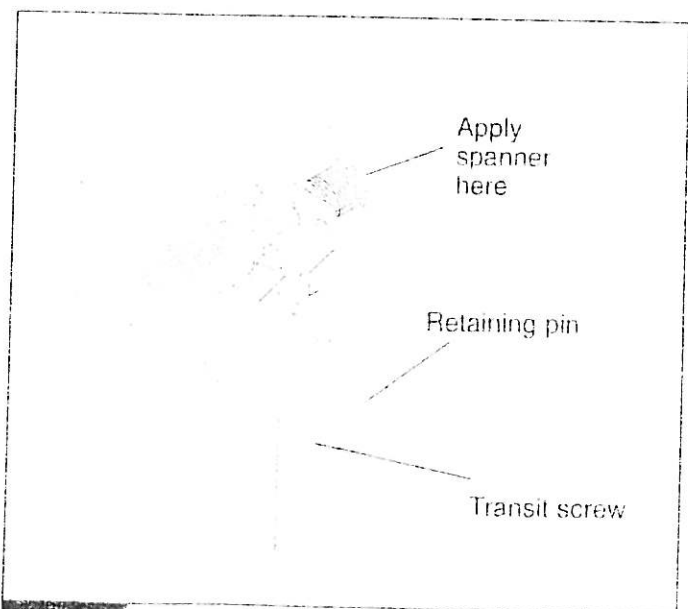 Apply
spanner
here
Retaining pin
Transit screw